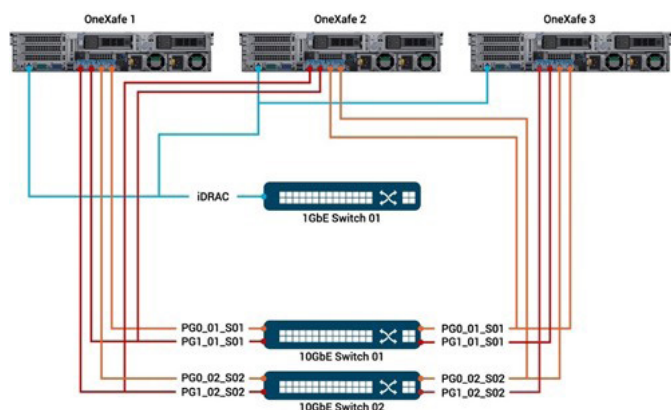 OneXafe 1
OneXafe 2
OneXafe 3
iDRAC
1GbE Switch 01
PG0_01_S01
PG1_01_S01
10GbE Switch 01
PG0_01_S01
PG1_01_S01
PG0_02_S02
PG1_02_S02
10GbE Switch 02
PG0_02_S02
PG1_02_S02